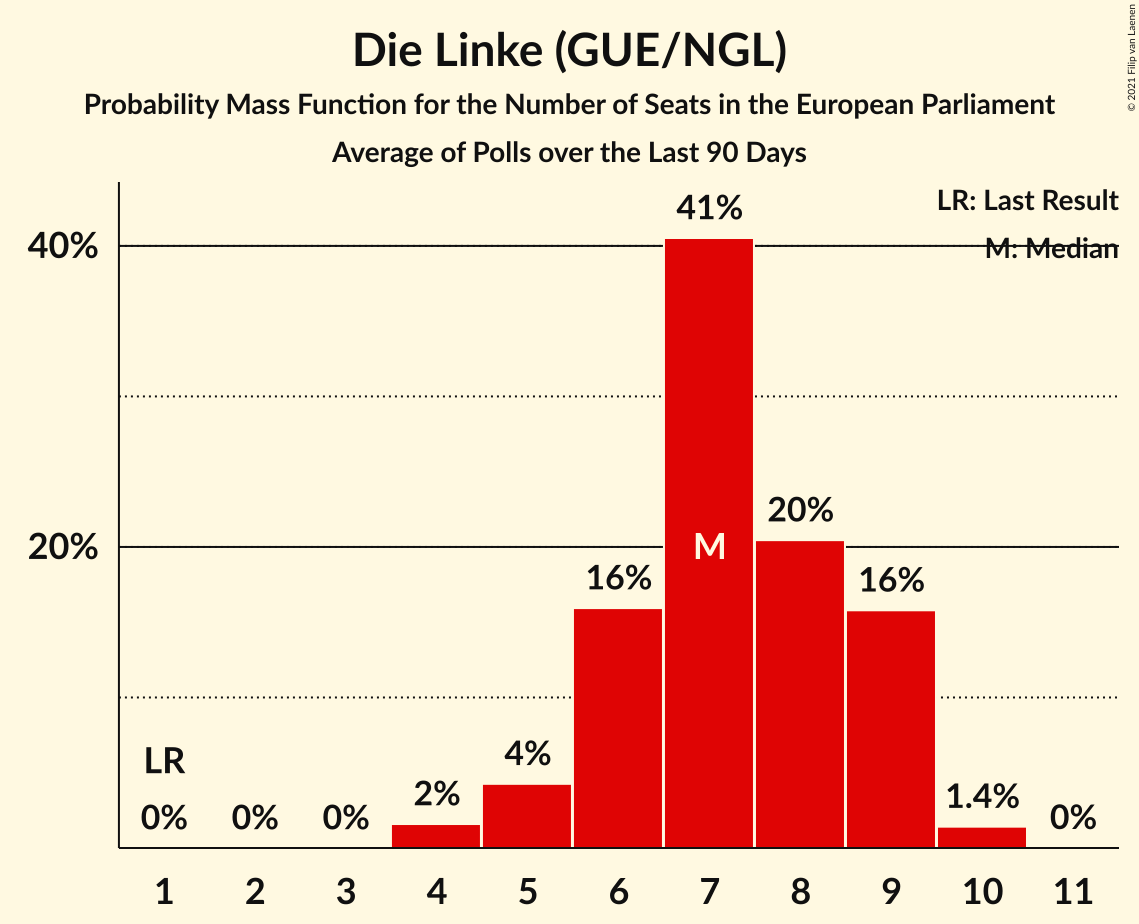 Die Linke (GUE/NGL)
Probability Mass Function for the Number of Seats in the European Parliament
Average of Polls over the Last 90 Days
© 2021 Filip van Laenen
LR: Last Result
M: Median
41%
40%
20%
M
20%
16%
16%
LR
4%
2%
1.4%
0%
0%
0%
0%
1 2 3 4 5 6 7 8 9 10 11